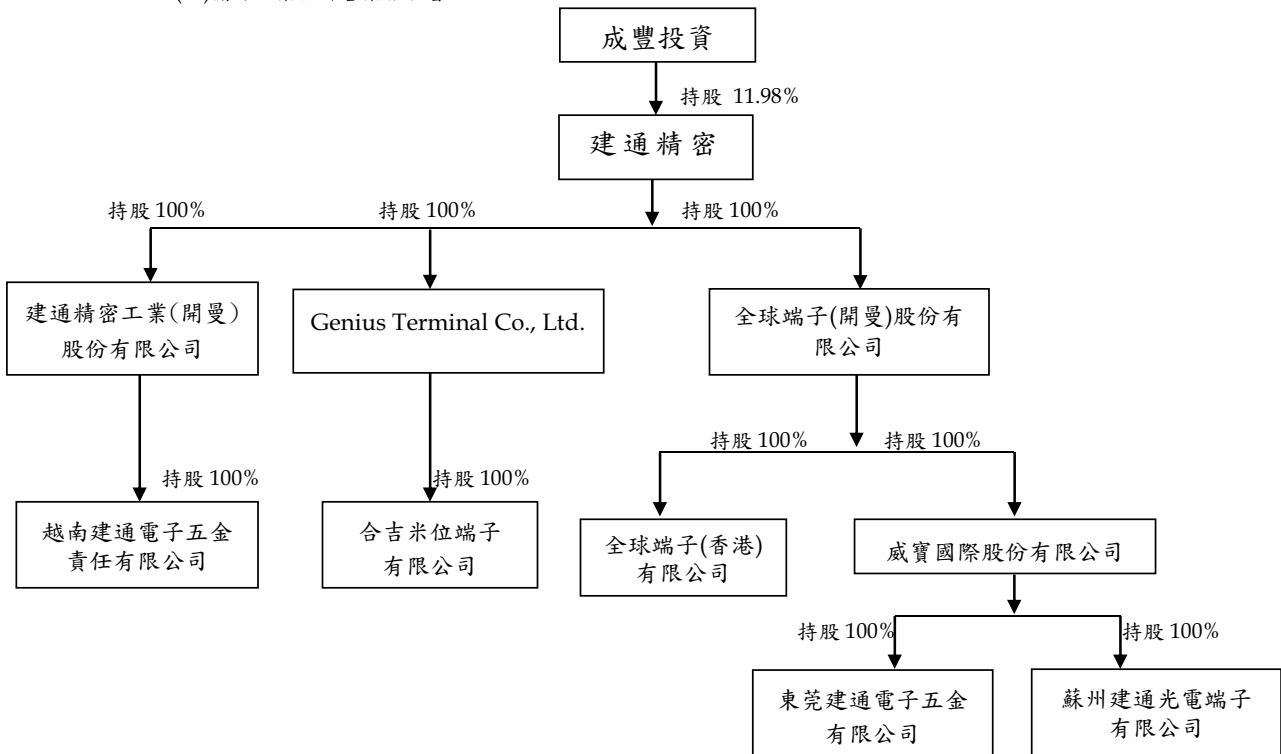 成豐投資
持股 11.98%
建通精密
持股 100%
持股 100%
持股 100%
建通精密工業(開曼)
股份有限公司
Genius Terminal Co., Ltd.
全球端子(開曼)股份有
限公司
持股 100%
持股 100%
持股 100%
持股 100%
越南建通電子五金
責任有限公司
合吉米位端子
有限公司
全球端子(香港)
有限公司
威寶國際股份有限公司
持股 100%
持股 100%
東莞建通電子五金
有限公司
蘇州建通光電端子
有限公司